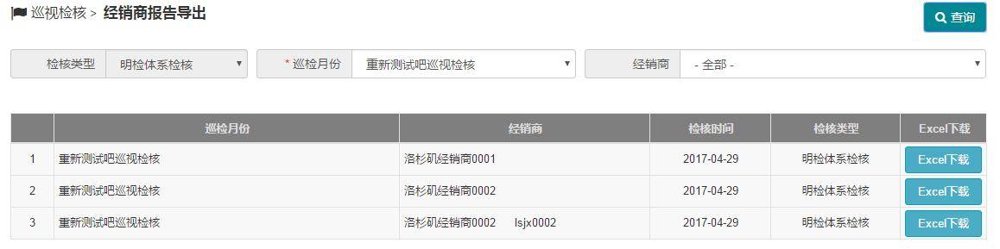 巡视检核 > 经销商报告导出
查询
检核类型 明检体系检核 * 巡检月份 重新测试吧巡视检核 经销商 - 全部 -
巡检月份 经销商 检核时间 检核类型 Excel下载
1 重新测试吧巡视检核 洛杉矶经销商0001 2017-04-29 明检体系检核 Excel下载
2 重新测试吧巡视检核 洛杉矶经销商0002 2017-04-29 明检体系检核 Excel下载
3 重新测试吧巡视检核 洛杉矶经销商0002 lsjx0002 2017-04-29 明检体系检核 Excel下载